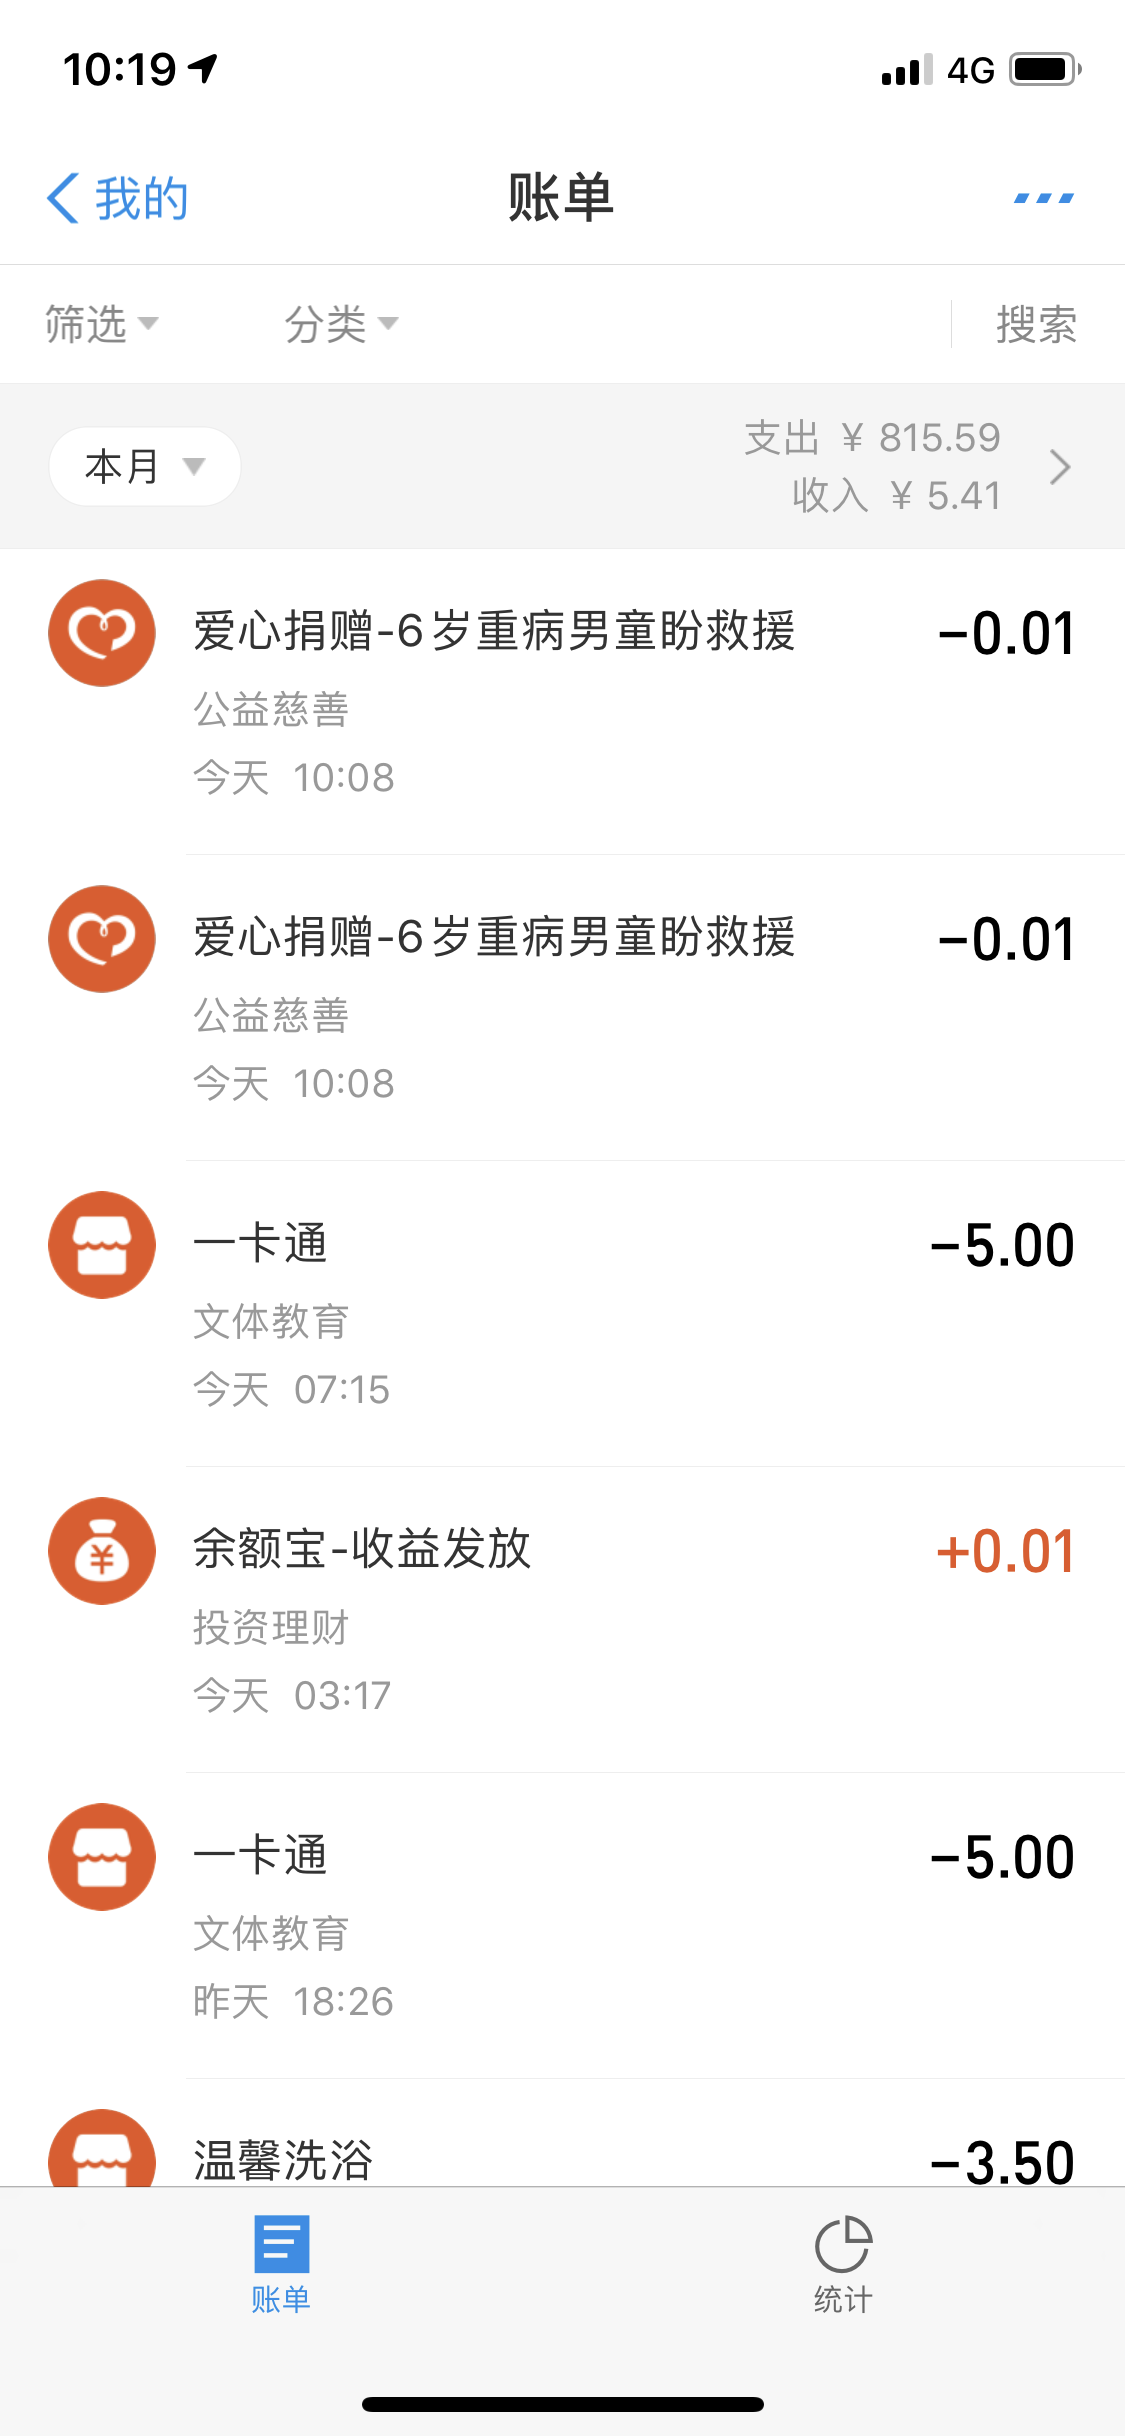 10:19 4G
我的 账单
筛选 分类 搜索
本月 支出 ¥ 815.59
收入 ¥ 5.41
爱心捐赠-6岁重病男童盼救援 -0.01
公益慈善
今天 10:08
爱心捐赠-6岁重病男童盼救援 -0.01
公益慈善
今天 10:08
一卡通 -5.00
文体教育
今天 07:15
余额宝-收益发放 +0.01
投资理财
今天 03:17
一卡通 -5.00
文体教育
昨天 18:26
温馨洗浴 -3.50
账单 统计